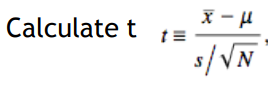 Calculate t t ≡ (x̄ − μ) / (s/√N) ,